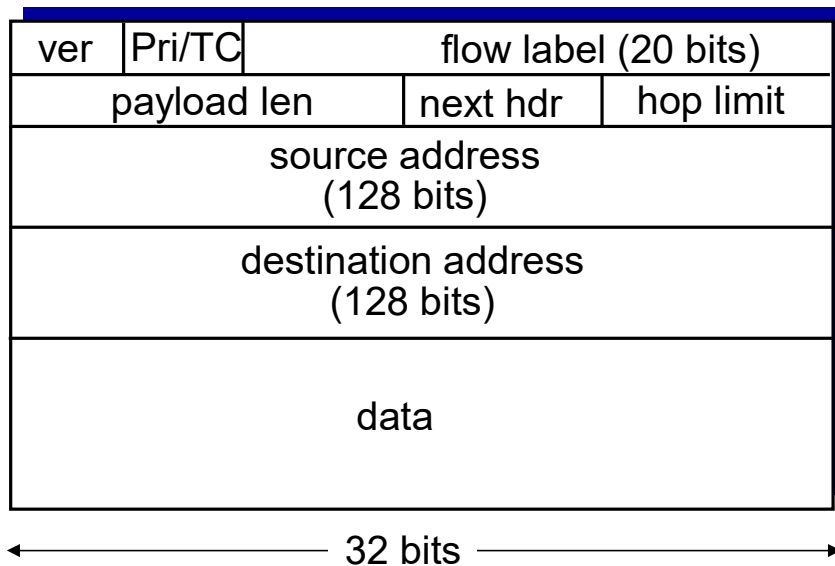 ver Pri/TC flow label (20 bits)
payload len next hdr hop limit
source address
(128 bits)
destination address
(128 bits)
data
32 bits